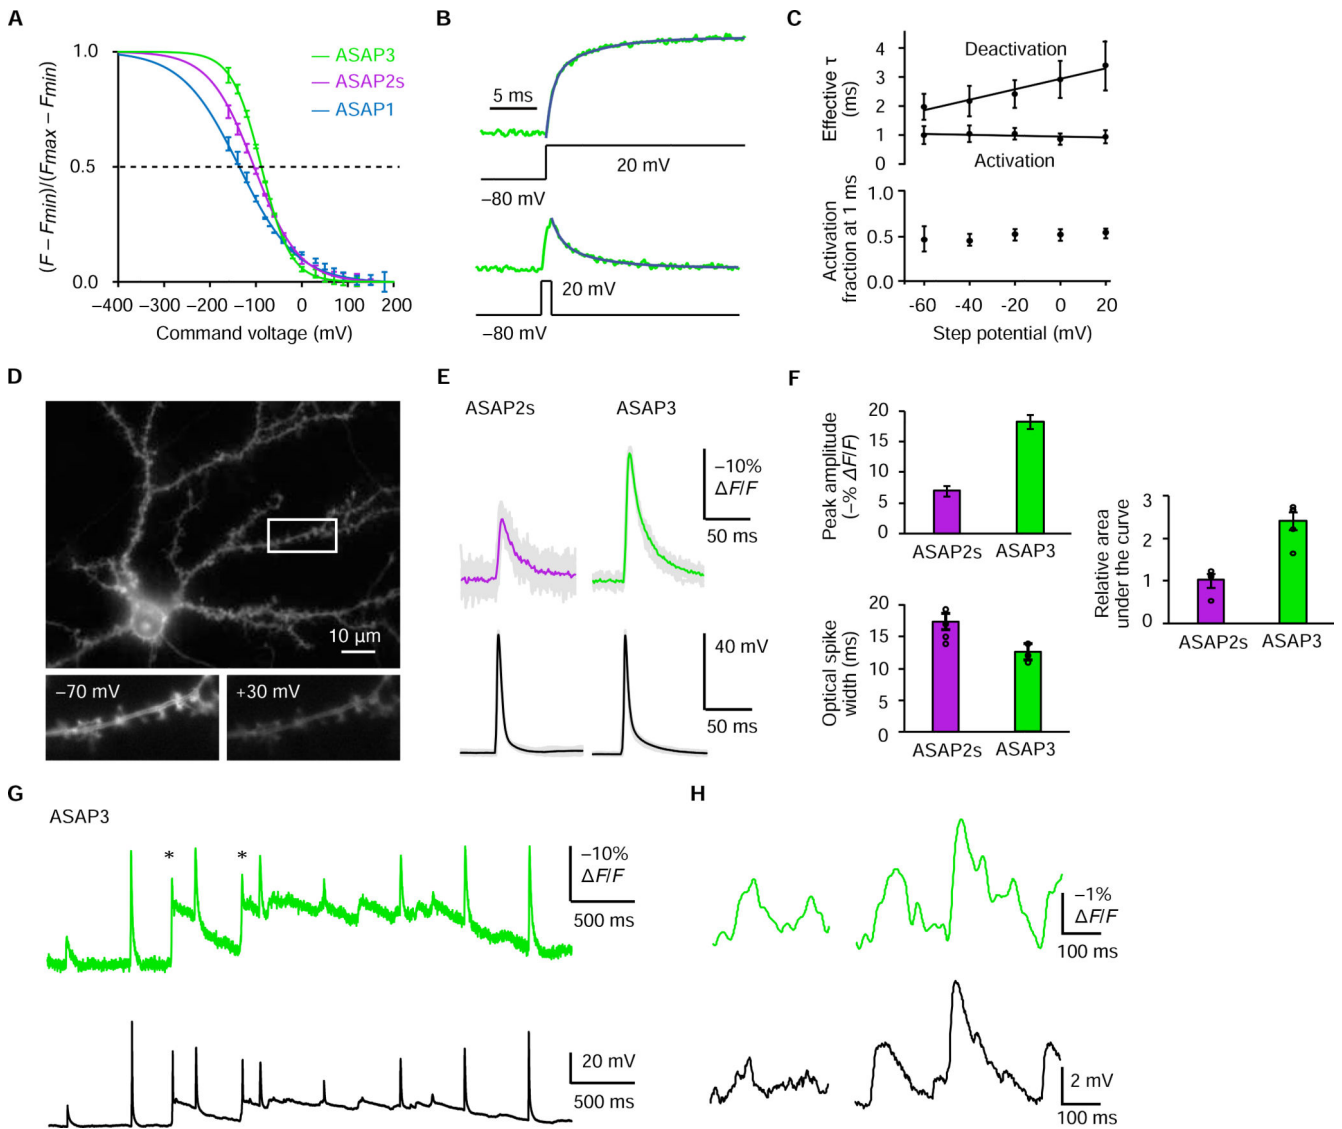 A
1.0
0.5
0.0
(F − Fmin)/(Fmax − Fmin)
ASAP3
ASAP2s
ASAP1
−400 −300 −200 −100 0 100 200
Command voltage (mV)
B
5 ms
20 mV
−80 mV
20 mV
−80 mV
C
Effective τ
(ms)
4
3
2
1
0
Deactivation
Activation
Activation
fraction at 1 ms
1.0
0.5
0.0
-60 -40 -20 0 20
Step potential (mV)
D
10 µm
−70 mV
+30 mV
E
ASAP2s
ASAP3
−10%
ΔF/F
50 ms
40 mV
50 ms
F
Peak amplitude
(−% ΔF/F)
20
15
10
5
0
ASAP2s ASAP3
Optical spike
width (ms)
20
15
10
5
0
ASAP2s ASAP3
Relative area
under the curve
3
2
1
0
ASAP2s ASAP3
G
ASAP3
* *
−10%
ΔF/F
500 ms
20 mV
500 ms
H
−1%
ΔF/F
100 ms
2 mV
100 ms